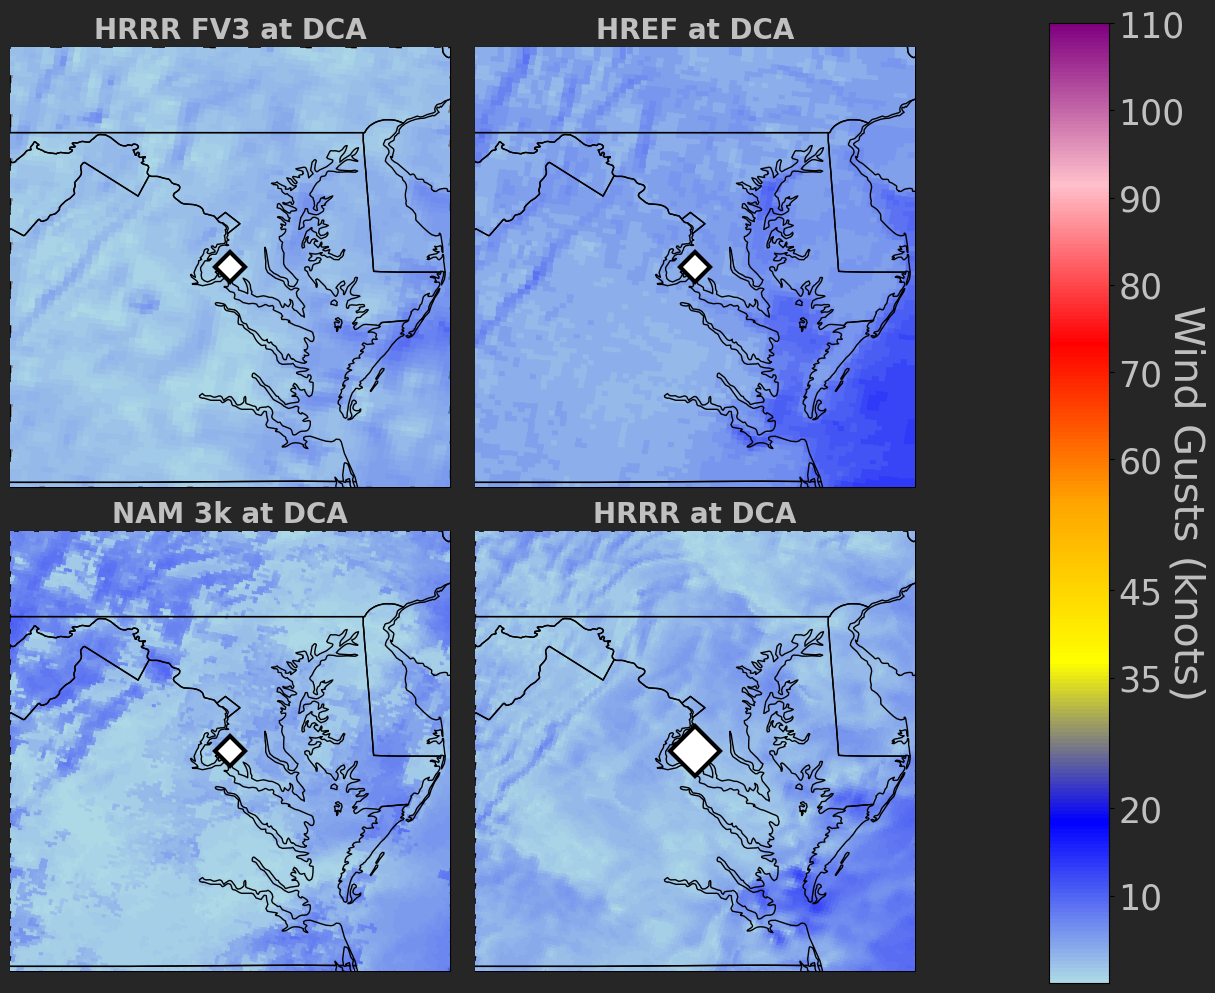 HRRR FV3 at DCA
HREF at DCA
NAM 3k at DCA
HRRR at DCA
110
100
90
80
70
60
45
35
20
10
Wind Gusts (knots)